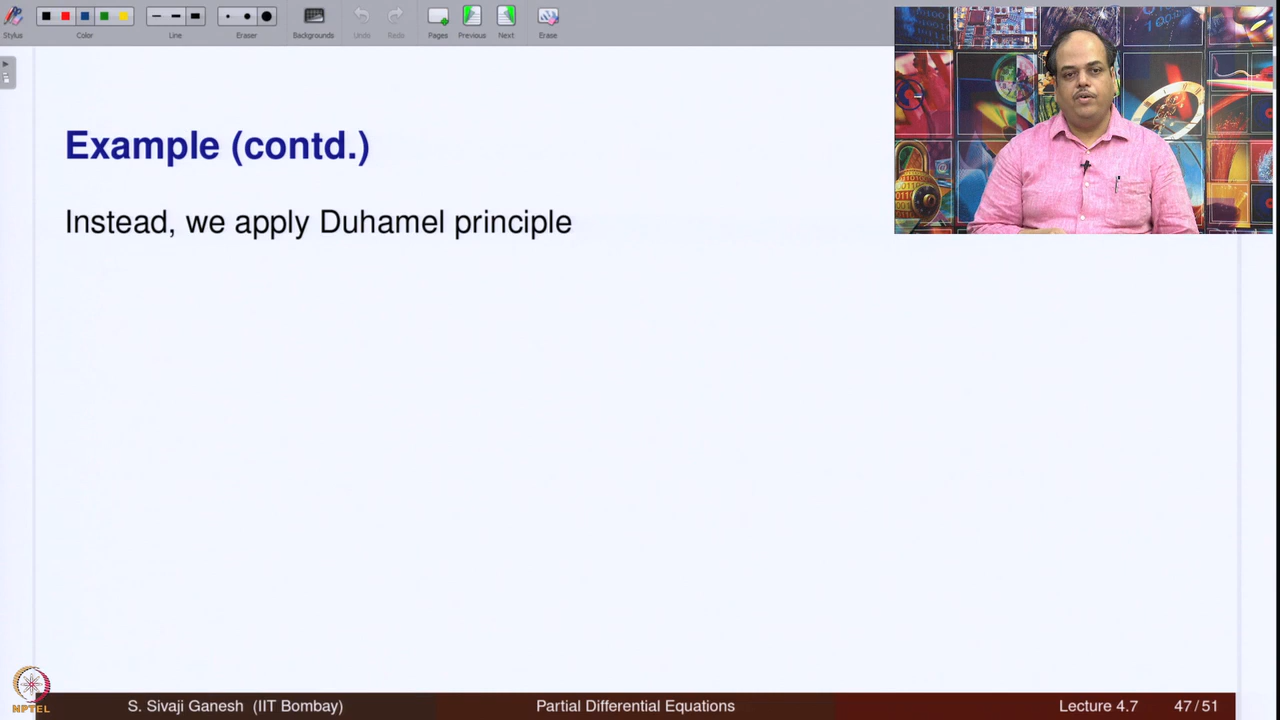 Stylus Color Line Eraser Backgrounds Undo Redo Pages Previous Next Erase
Example (contd.)
Instead, we apply Duhamel principle
NPTEL
S. Sivaji Ganesh (IIT Bombay) Partial Differential Equations Lecture 4.7 47 / 51